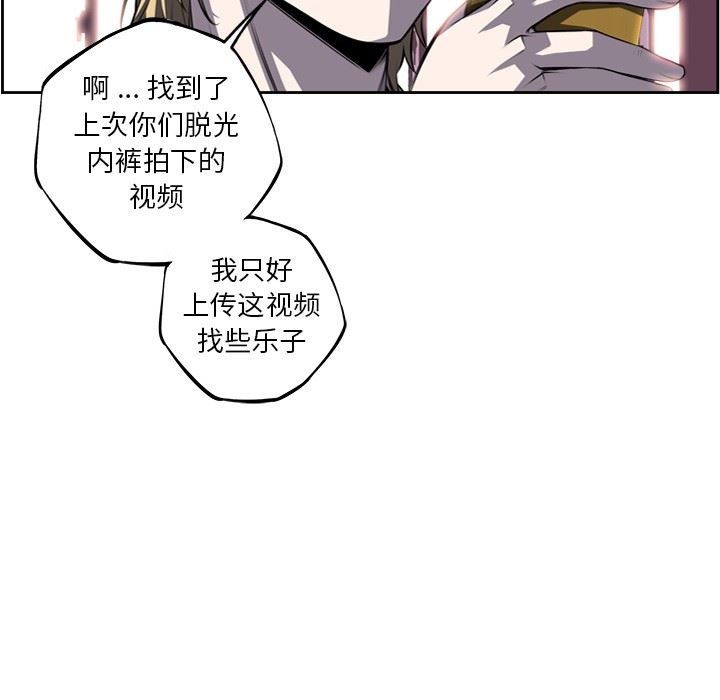 啊...找到了
上次你们脱光
内裤拍下的
视频
我只好
上传这视频
找些乐子